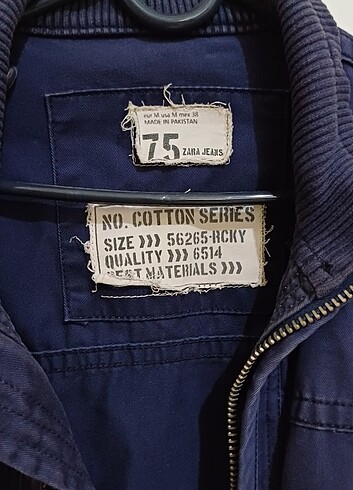 eur M usa M mex 38
MADE IN PAKISTAN
75 ZARA JEANS
NO. COTTON SERIES
SIZE ❯❯❯ 56265-RCKY
QUALITY ❯❯❯ 6514
BEST MATERIALS ❯❯❯